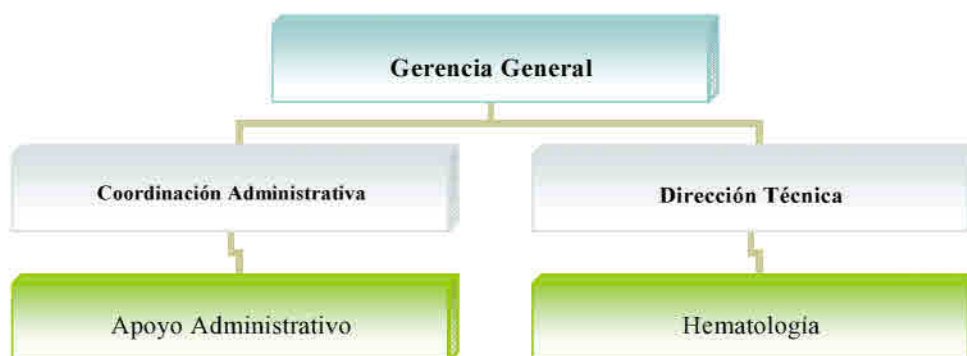 Gerencia General
Coordinación Administrativa
Dirección Técnica
Apoyo Administrativo
Hematología